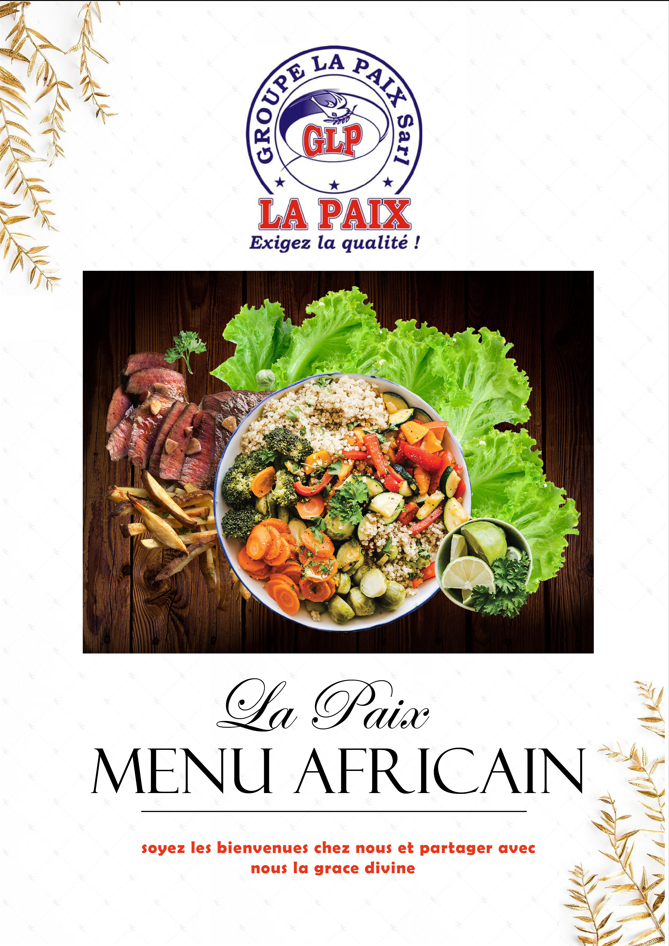 GROUPE LA PAIX Sarl
GLP
LA PAIX
Exigez la qualité !
La Paix
MENU AFRICAIN
soyez les bienvenues chez nous et partager avec
nous la grace divine